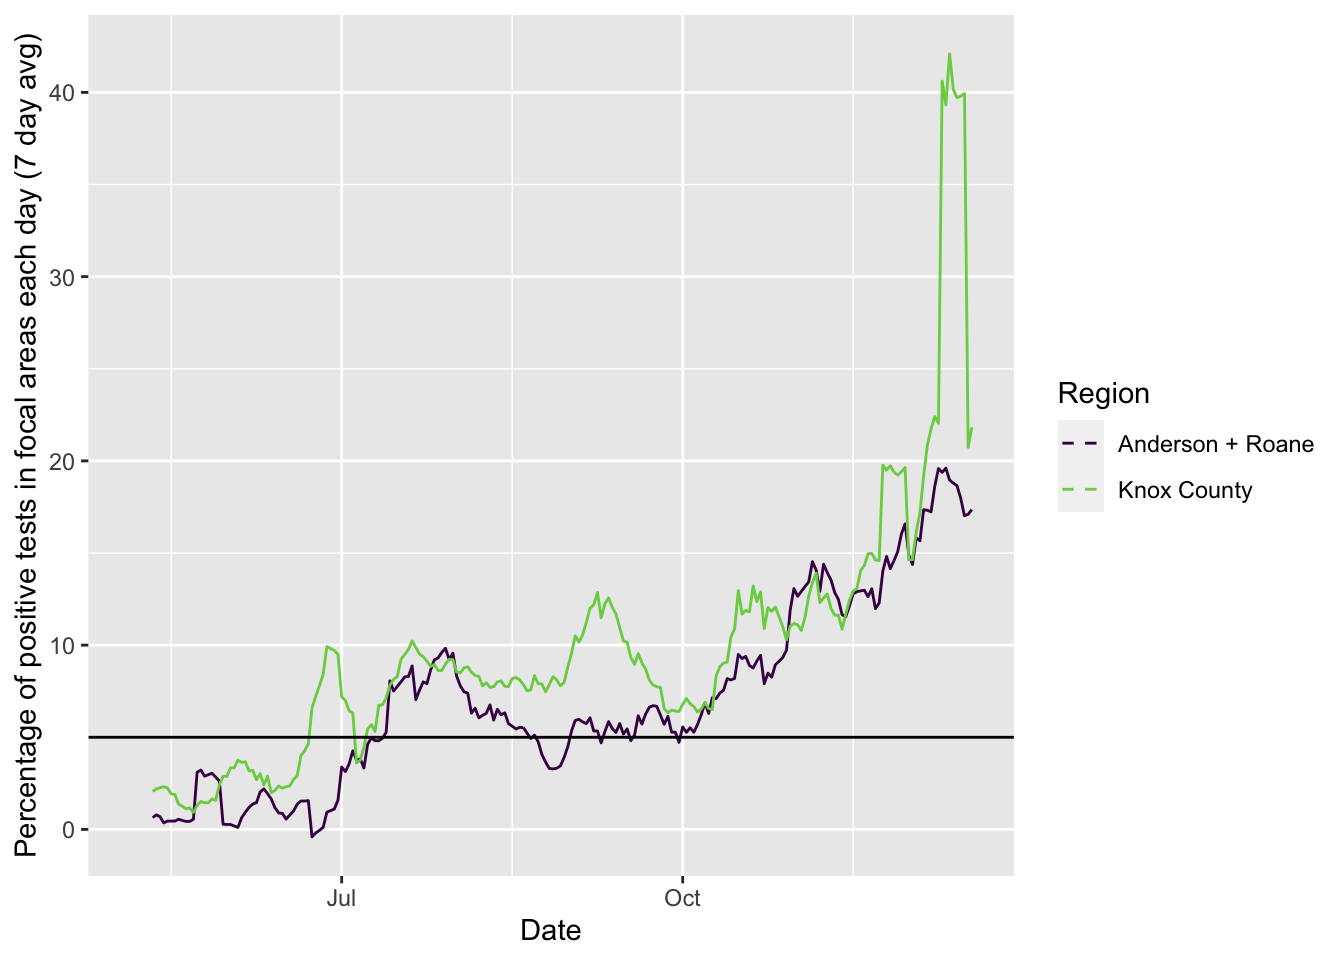 Percentage of positive tests in focal areas each day (7 day avg)
40
30
20
10
0
Jul
Oct
Date
Region
Anderson + Roane
Knox County